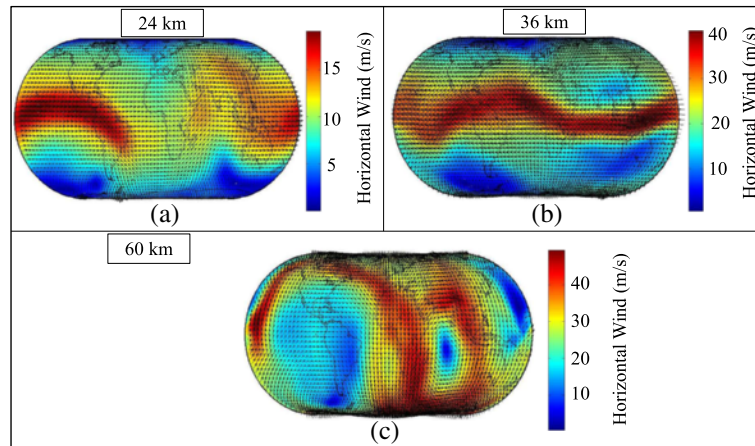 24 km
15
10
5
Horizontal Wind (m/s)
(a)
36 km
40
30
20
10
Horizontal Wind (m/s)
(b)
60 km
40
30
20
10
Horizontal Wind (m/s)
(c)